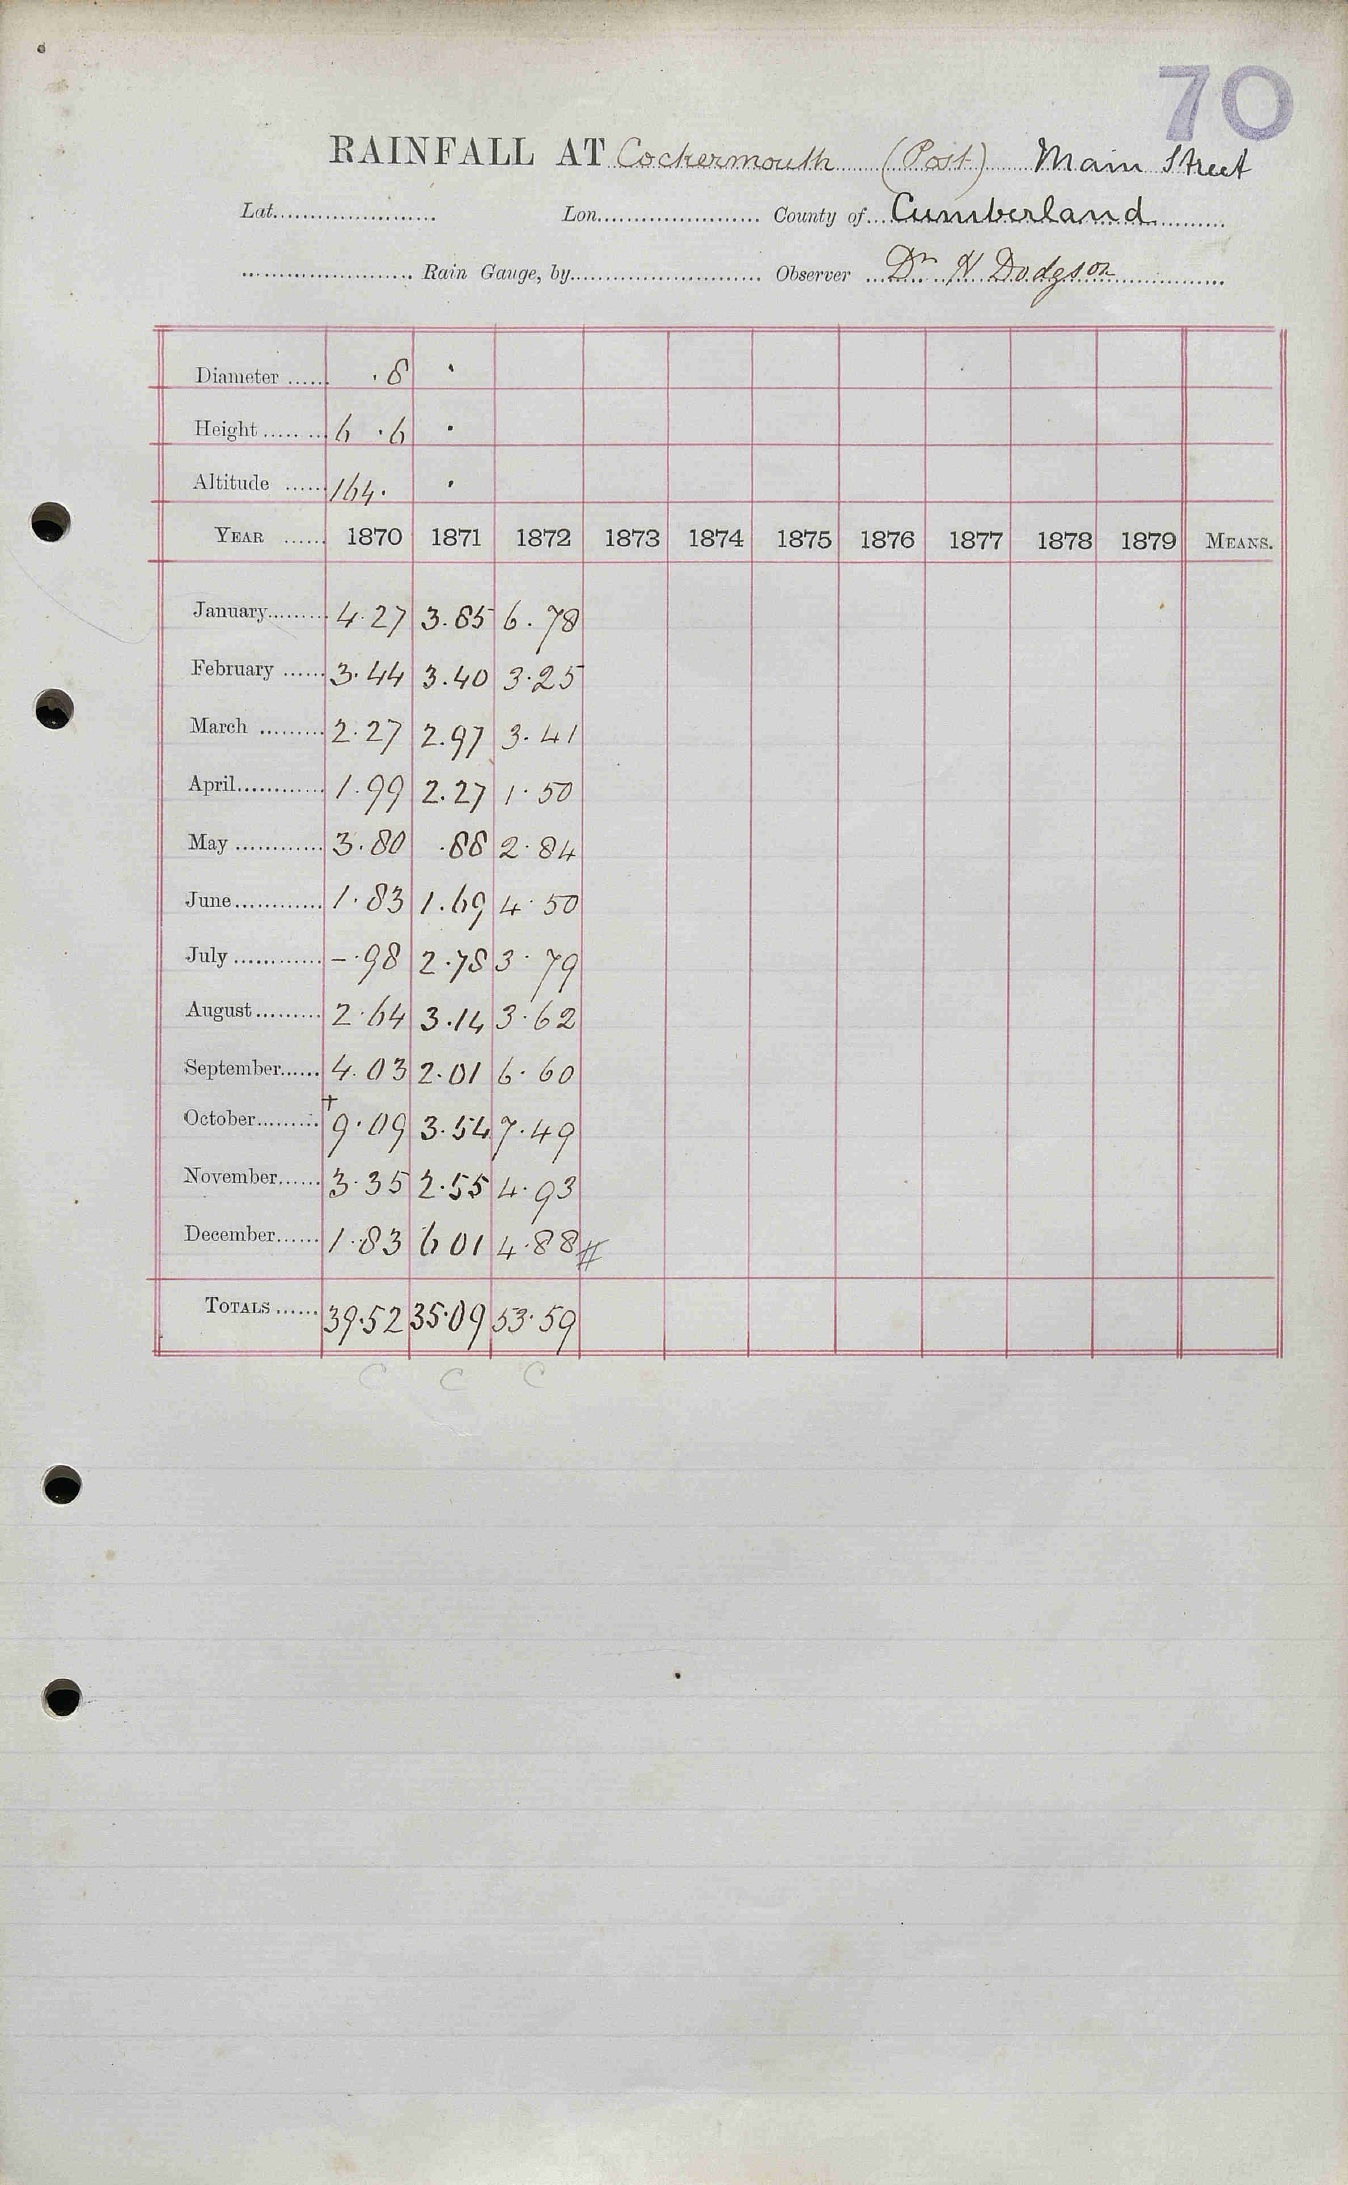 70
RAINFALL AT Cockermouth (Post) Main Street
Lat. Lon. County of Cumberland
Rain Gauge, by Observer Dr H Dodgson
Diameter ...... .8 .
Height ...... 6 .6 .
Altitude ...... 164. .
YEAR ...... 1870 1871 1872 1873 1874 1875 1876 1877 1878 1879 MEANS.
January 4.27 3.85 6.78
February 3.44 3.40 3.25
March 2.27 2.97 3.41
April 1.99 2.27 1.50
May 3.80 .88 2.84
June 1.83 1.69 4.50
July -.98 2.78 3.79
August 2.64 3.14 3.62
September 4.03 2.01 6.60
October +9.09 3.54 7.49
November 3.35 2.55 4.93
December 1.83 6 01 4.88 #
TOTALS 39.52 35.09 53.59
C C C